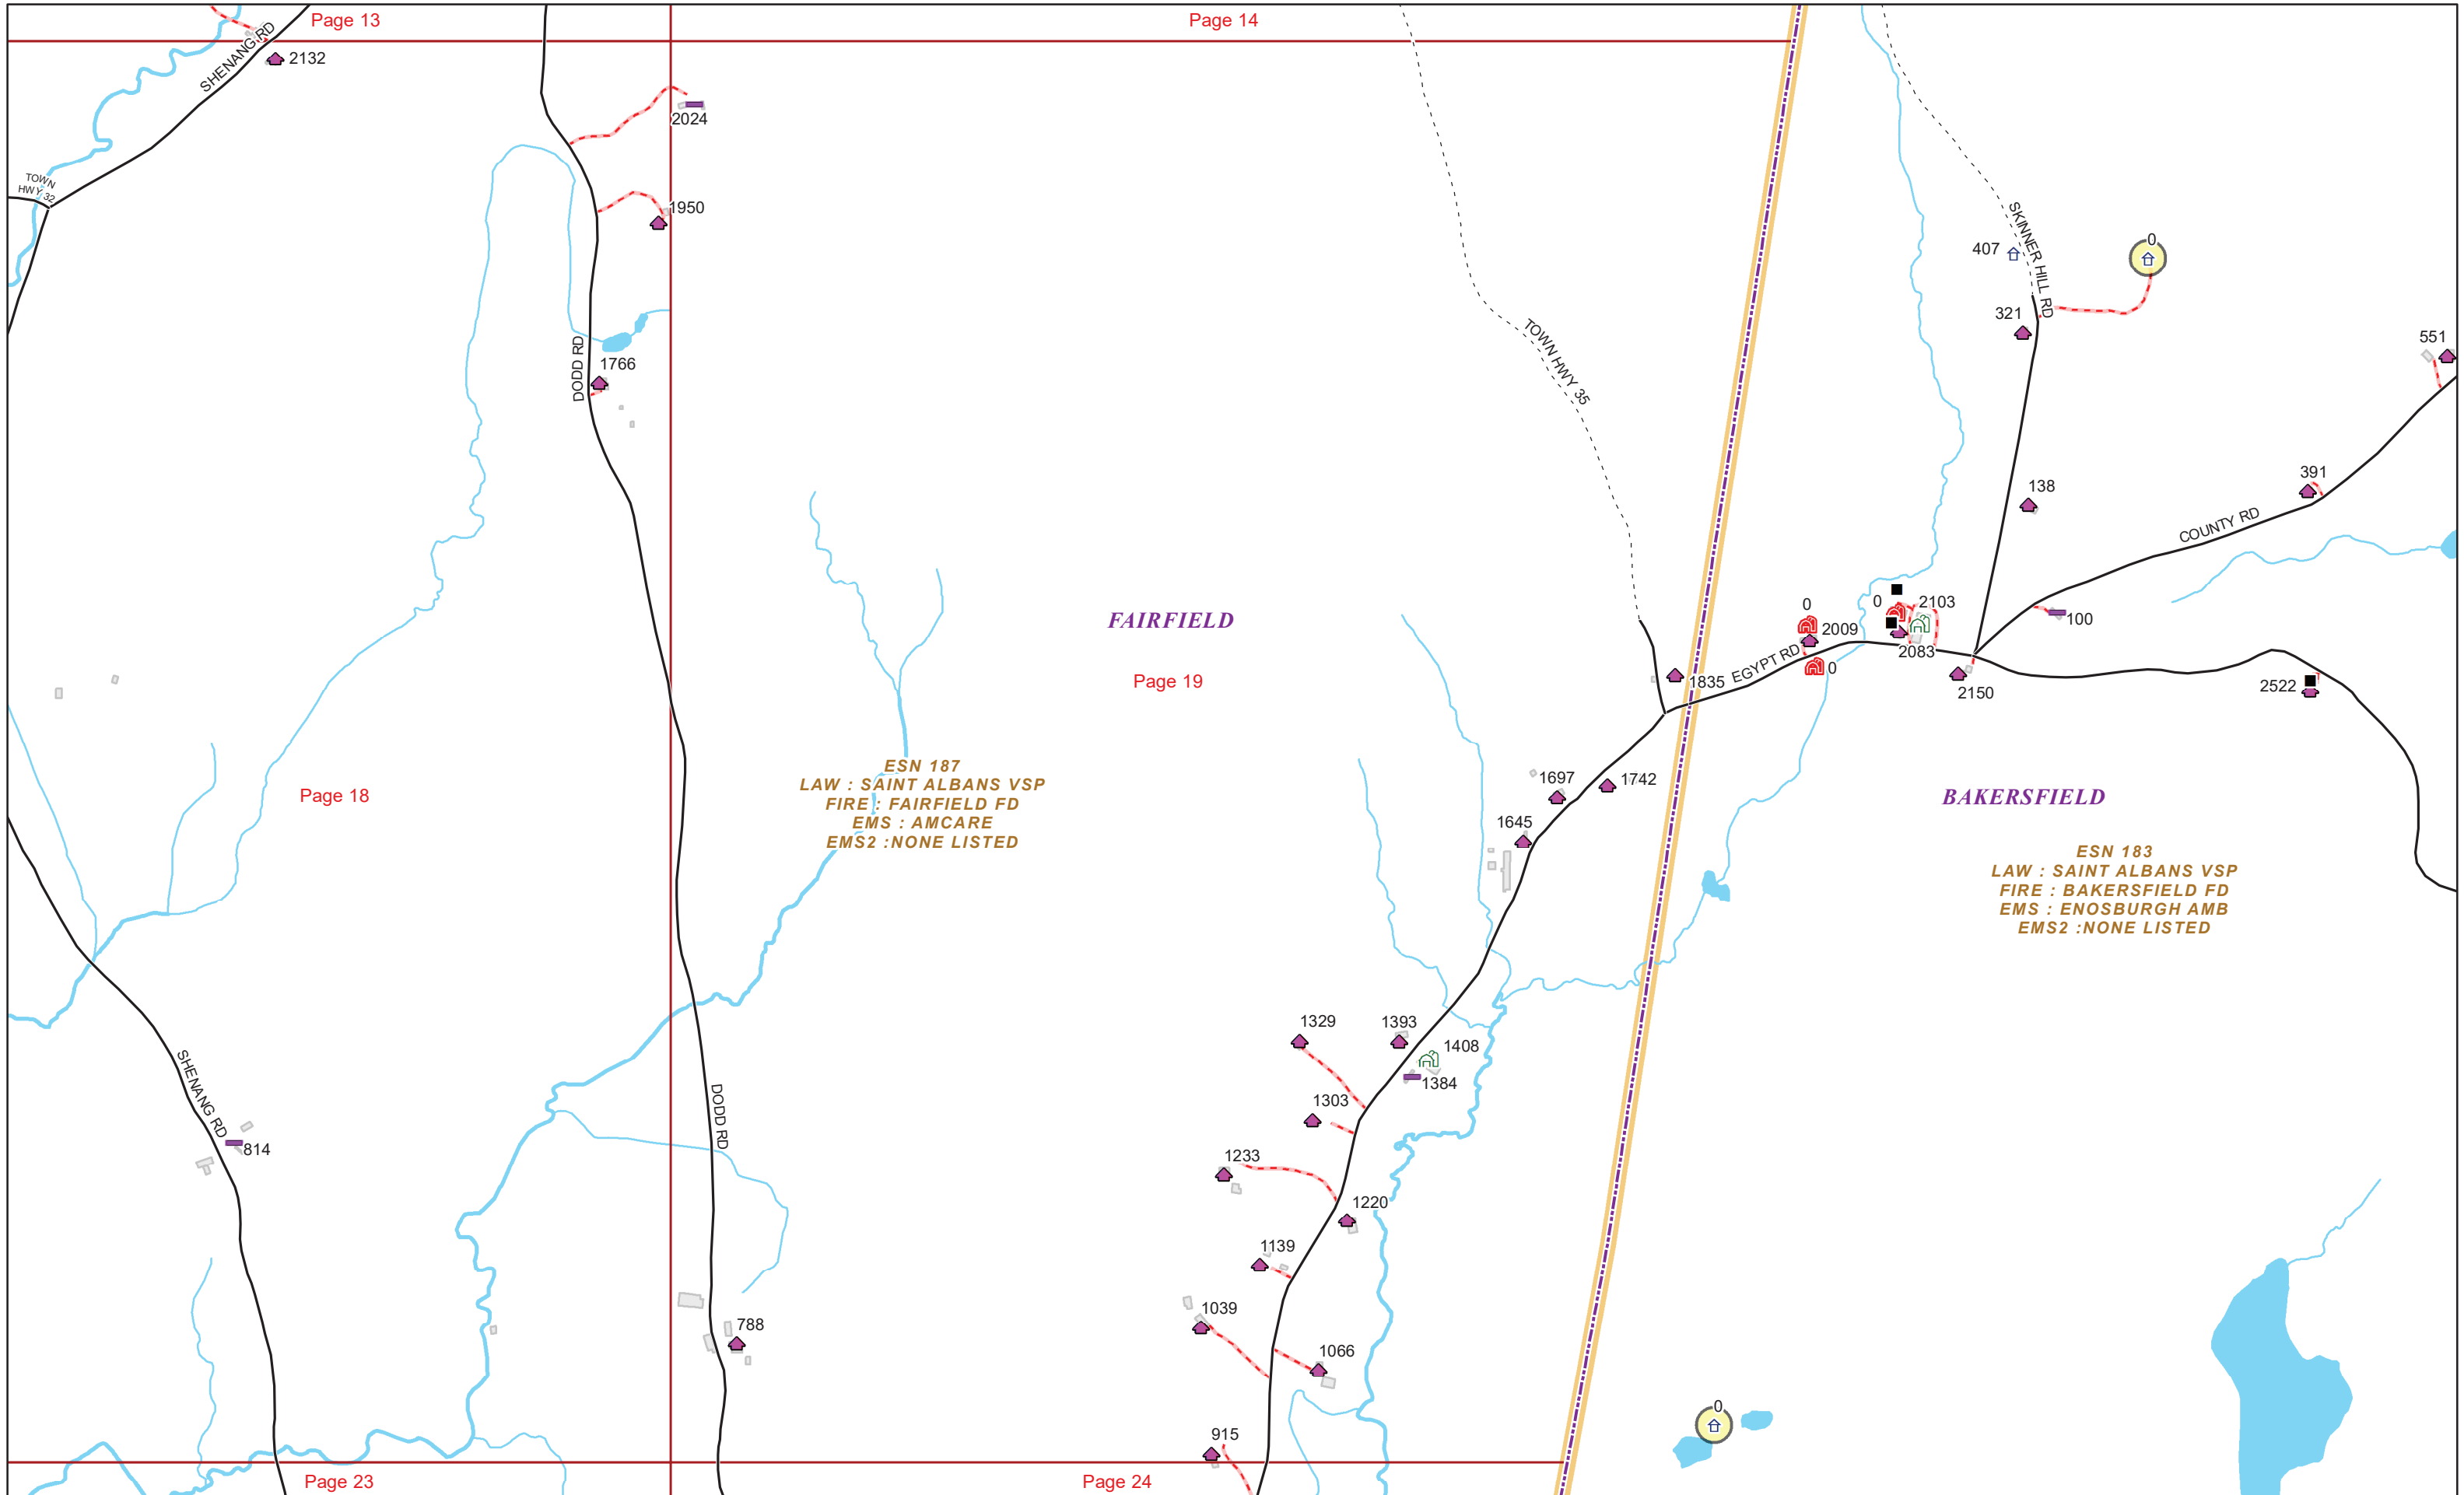 Page 13
Page 14
SHENANG RD
2132
2024
TOWN
HWY 32
1950
SKINNER HILL RD
407
0
321
551
TOWN HWY 35
DODD RD
1766
391
138
COUNTY RD
0
0
2103
100
FAIRFIELD
2009
2083
EGYPT RD
0
Page 19
1835
2150
2522
ESN 187
LAW : SAINT ALBANS VSP
FIRE : FAIRFIELD FD
EMS : AMCARE
EMS2 :NONE LISTED
Page 18
1697
1742
BAKERSFIELD
1645
ESN 183
LAW : SAINT ALBANS VSP
FIRE : BAKERSFIELD FD
EMS : ENOSBURGH AMB
EMS2 :NONE LISTED
1329
1393
1408
1384
SHENANG RD
DODD RD
1303
814
1233
1220
1139
1039
788
1066
0
915
Page 23
Page 24